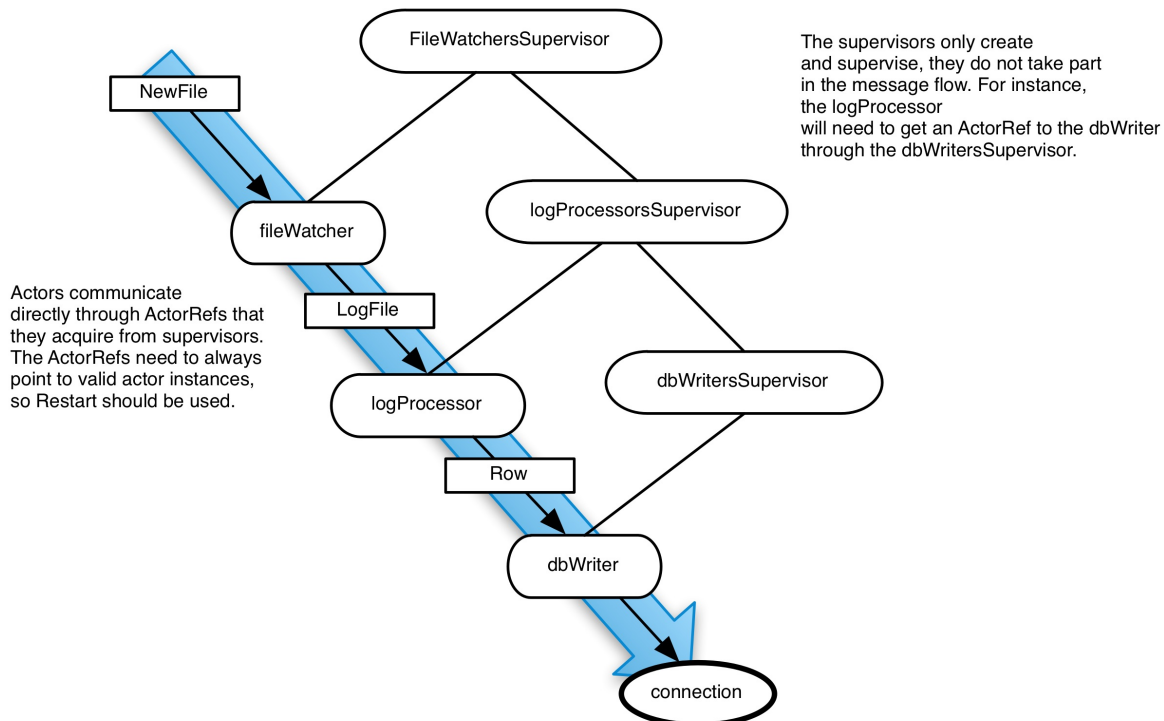 FileWatchersSupervisor
The supervisors only create
and supervise, they do not take part
in the message flow. For instance,
the logProcessor
will need to get an ActorRef to the dbWriter
through the dbWritersSupervisor.
NewFile
logProcessorsSupervisor
fileWatcher
Actors communicate
directly through ActorRefs that
they acquire from supervisors.
The ActorRefs need to always
point to valid actor instances,
so Restart should be used.
LogFile
dbWritersSupervisor
logProcessor
Row
dbWriter
connection